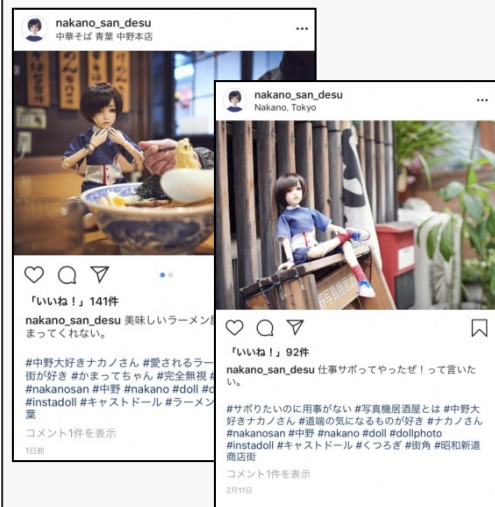 nakano_san_desu
中華そば 青葉 中野本店
「いいね！」141件
nakano_san_desu 美味しいラーメン
まってくれない。
#中野大好きナカノさん #愛されるラー
街が好き #かまってちゃん #完全無視
#nakanosan #中野 #nakano #doll
#instadoll #キャストドール #ラーメン
葉
コメント1件を表示
1日前
nakano_san_desu
Nakano, Tokyo
「いいね！」92件
nakano_san_desu 仕事サボってやったぜ！って言いた
い。
#サボりたいのに用事がない #写真機居酒屋とは #中野大
好きナカノさん #道端の気になるものが好き #ナカノさん
#nakanosan #中野 #nakano #doll #dollphoto
#instadoll #キャストドール #くつろぎ #街角 #昭和新道
商店街
コメント1件を表示
2月11日